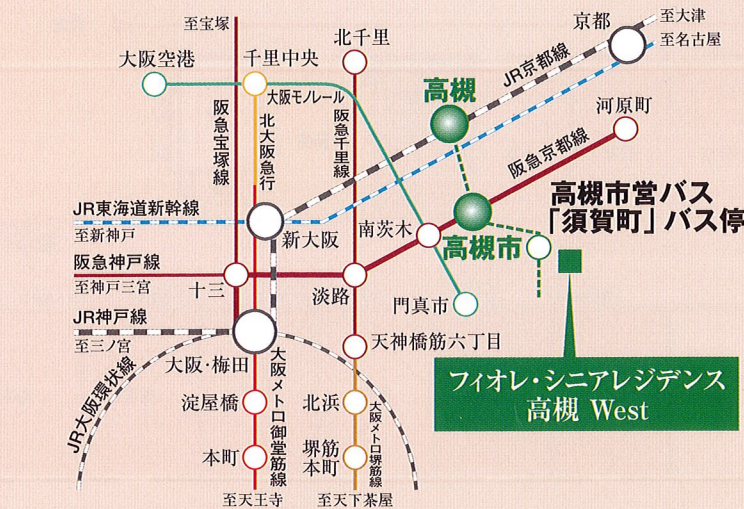 至宝塚
京都
至大津
至名古屋
北千里
大阪空港
千里中央
大阪モノレール
高槻
JR京都線
河原町
阪急宝塚線
北大阪急行
阪急千里線
阪急京都線
高槻市営バス
「須賀町」バス停
JR東海道新幹線
至新神戸
新大阪
南茨木
高槻市
阪急神戸線
至神戸三宮
十三
淡路
門真市
JR神戸線
至三ノ宮
大阪・梅田
天神橋筋六丁目
JR大阪環状線
大阪メトロ御堂筋線
フィオレ・シニアレジデンス
高槻 West
淀屋橋
北浜
大阪メトロ堺筋線
本町
堺筋
本町
至天王寺
至天下茶屋